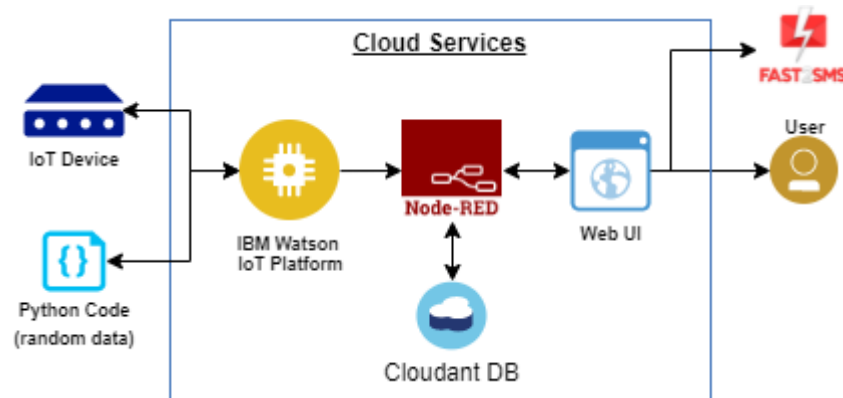 Cloud Services
FAST2SMS
IoT Device
User
Node-RED
Web UI
IBM Watson
IoT Platform
{}
Python Code
(random data)
Cloudant DB